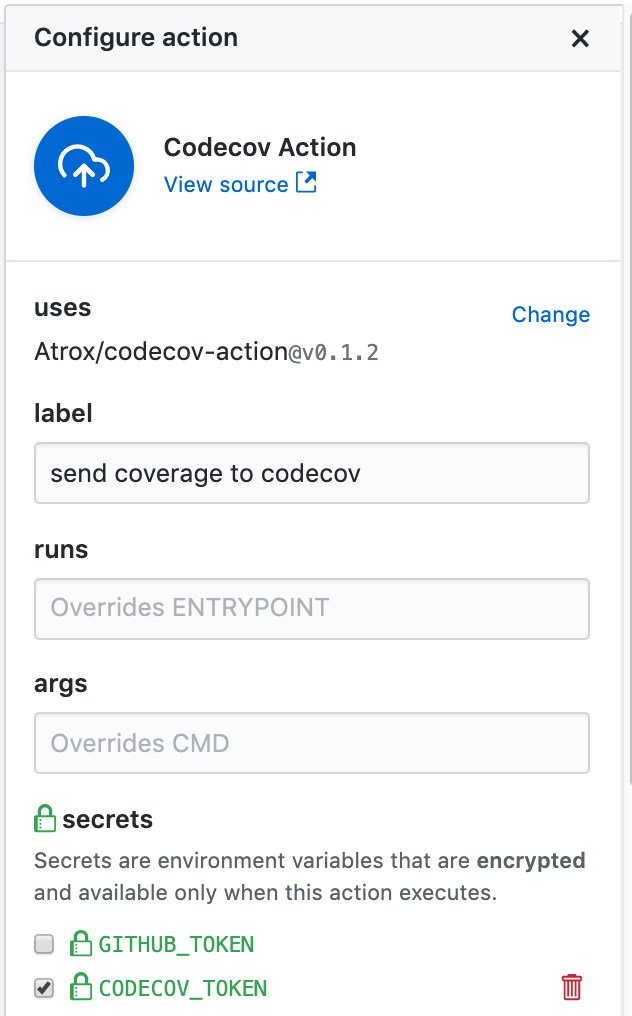 Configure action
Codecov Action
View source
uses
Change
Atrox/codecov-action@v0.1.2
label
send coverage to codecov
runs
Overrides ENTRYPOINT
args
Overrides CMD
secrets
Secrets are environment variables that are encrypted
and available only when this action executes.
GITHUB_TOKEN
CODECOV_TOKEN